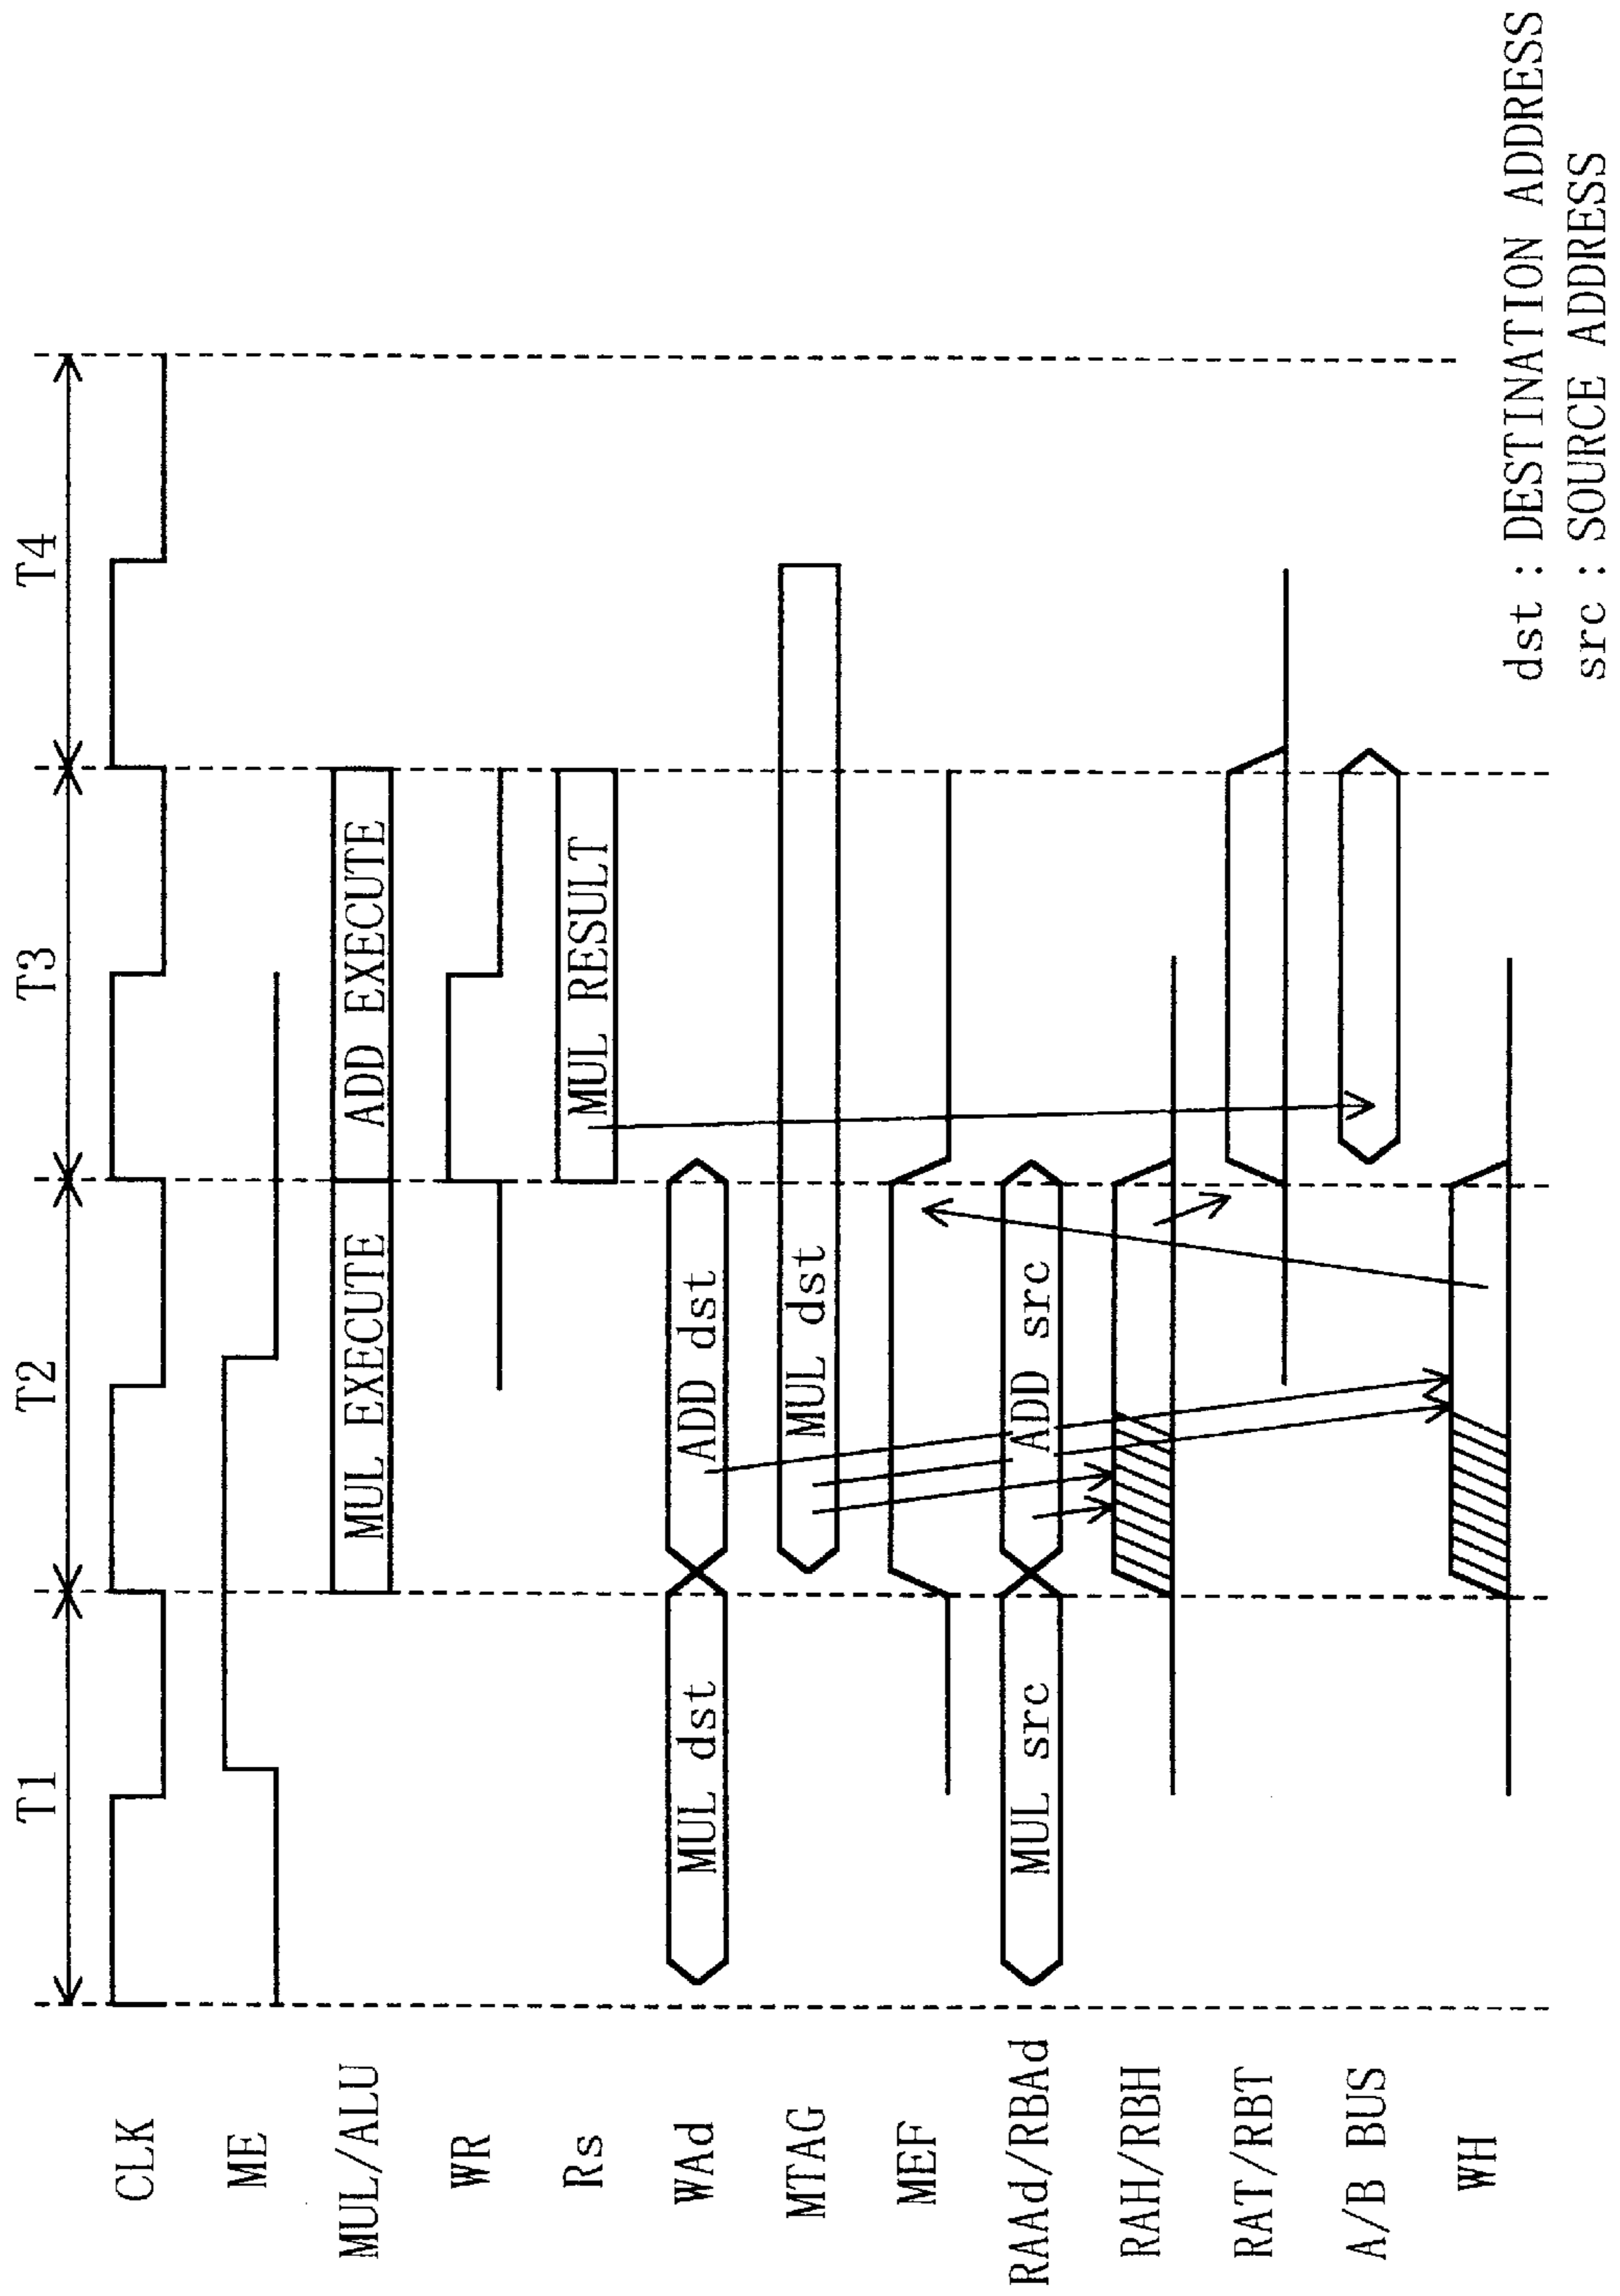 T1 T2 T3 T4
CLK
ME
MUL/ALU MUL EXECUTE ADD EXECUTE
WR
Rs MUL RESULT
WAd MUL dst ADD dst
MTAG MUL dst
MEF
RAAd/RBAd MUL src ADD src
RAH/RBH
RAT/RBT
A/B BUS
WH
dst : DESTINATION ADDRESS
src : SOURCE ADDRESS